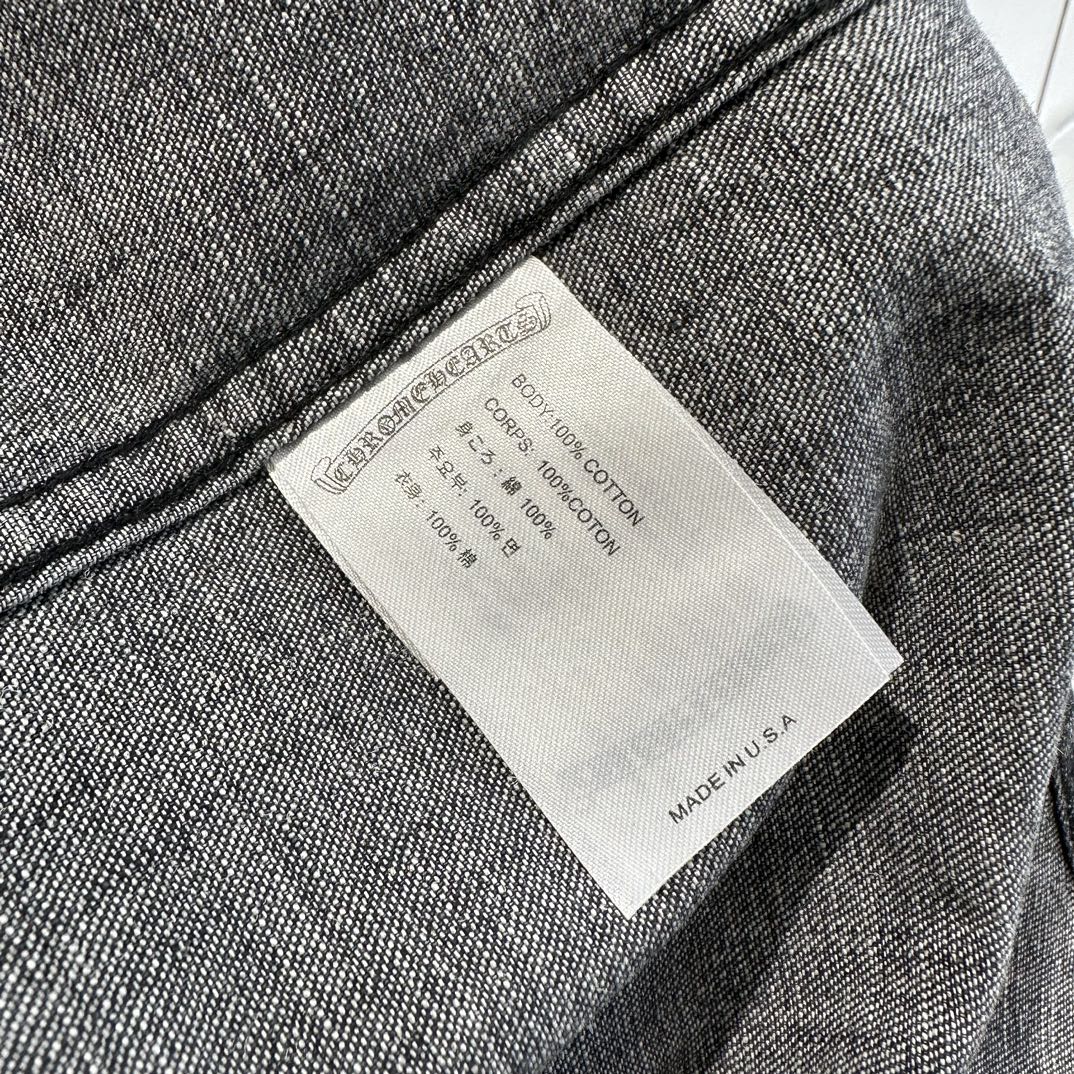 CHROME HEARTS
BODY:100% COTTON
CORPS: 100%COTON
身ころ : 綿 100%
주요부: 100% 면
衣身: 100% 棉
MADE IN U.S.A